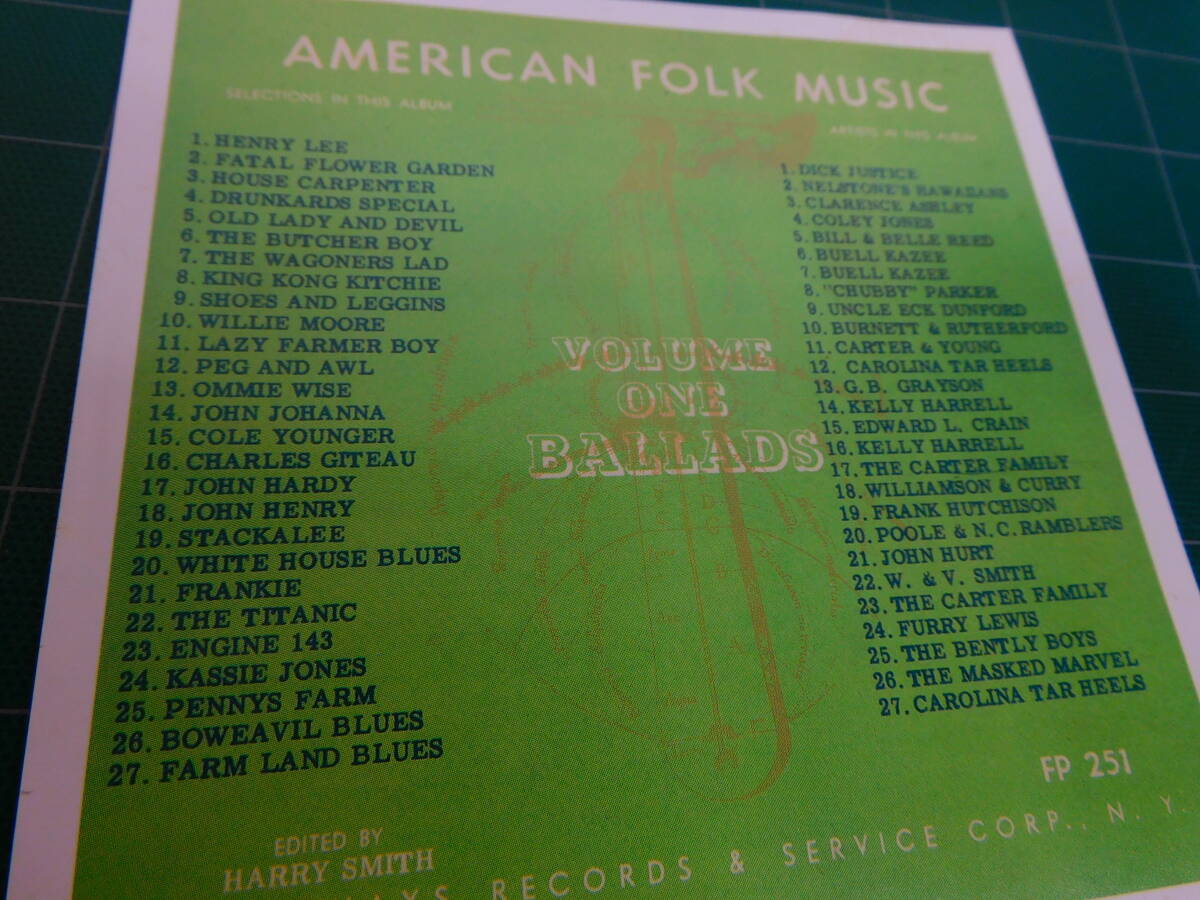 AMERICAN FOLK MUSIC
SELECTIONS IN THIS ALBUM
1. HENRY LEE
2. FATAL FLOWER GARDEN
3. HOUSE CARPENTER
4. DRUNKARDS SPECIAL
5. OLD LADY AND DEVIL
6. THE BUTCHER BOY
7. THE WAGONERS LAD
8. KING KONG KITCHIE
9. SHOES AND LEGGINS
10. WILLIE MOORE
11. LAZY FARMER BOY
12. PEG AND AWL
13. OMMIE WISE
14. JOHN JOHANNA
15. COLE YOUNGER
16. CHARLES GITEAU
17. JOHN HARDY
18. JOHN HENRY
19. STACKALEE
20. WHITE HOUSE BLUES
21. FRANKIE
22. THE TITANIC
23. ENGINE 143
24. KASSIE JONES
25. PENNYS FARM
26. BOWEAVIL BLUES
27. FARM LAND BLUES
VOLUME
ONE
BALLADS
ARTISTS IN THIS ALBUM
1. DICK JUSTICE
2. NELSTONE'S HAWAIIANS
3. CLARENCE ASHLEY
4. COLEY JONES
5. BILL & BELLE REED
6. BUELL KAZEE
7. BUELL KAZEE
8. "CHUBBY" PARKER
9. UNCLE ECK DUNFORD
10. BURNETT & RUTHERFORD
11. CARTER & YOUNG
12. CAROLINA TAR HEELS
13. G.B. GRAYSON
14. KELLY HARRELL
15. EDWARD L. CRAIN
16. KELLY HARRELL
17. THE CARTER FAMILY
18. WILLIAMSON & CURRY
19. FRANK HUTCHISON
20. POOLE & N.C. RAMBLERS
21. JOHN HURT
22. W. & V. SMITH
23. THE CARTER FAMILY
24. FURRY LEWIS
25. THE BENTLY BOYS
26. THE MASKED MARVEL
27. CAROLINA TAR HEELS
FP 251
EDITED BY
HARRY SMITH
RECORDS & SERVICE CORP., N. Y.